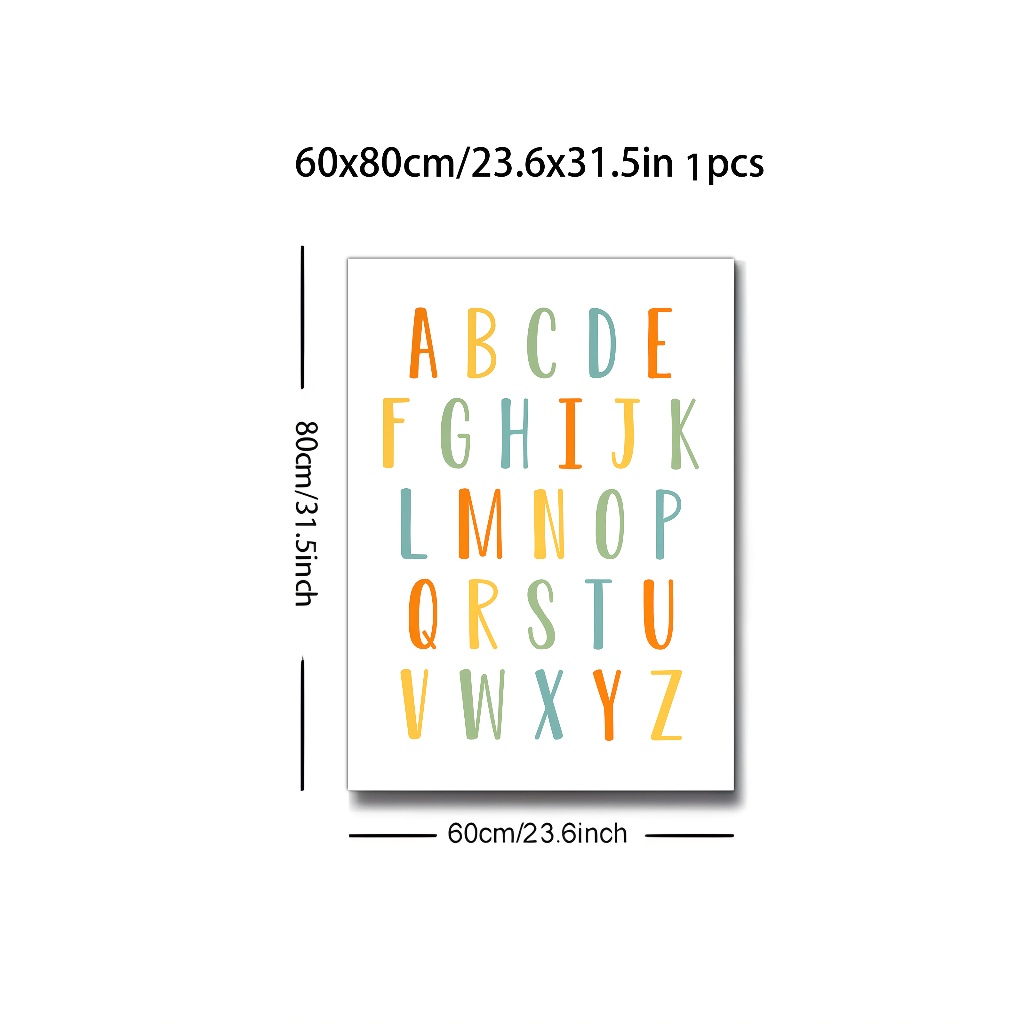 60x80cm/23.6x31.5in 1pcs
80cm/31.5inch
A B C D E
F G H I J K
L M N O P
Q R S T U
V W X Y Z
60cm/23.6inch